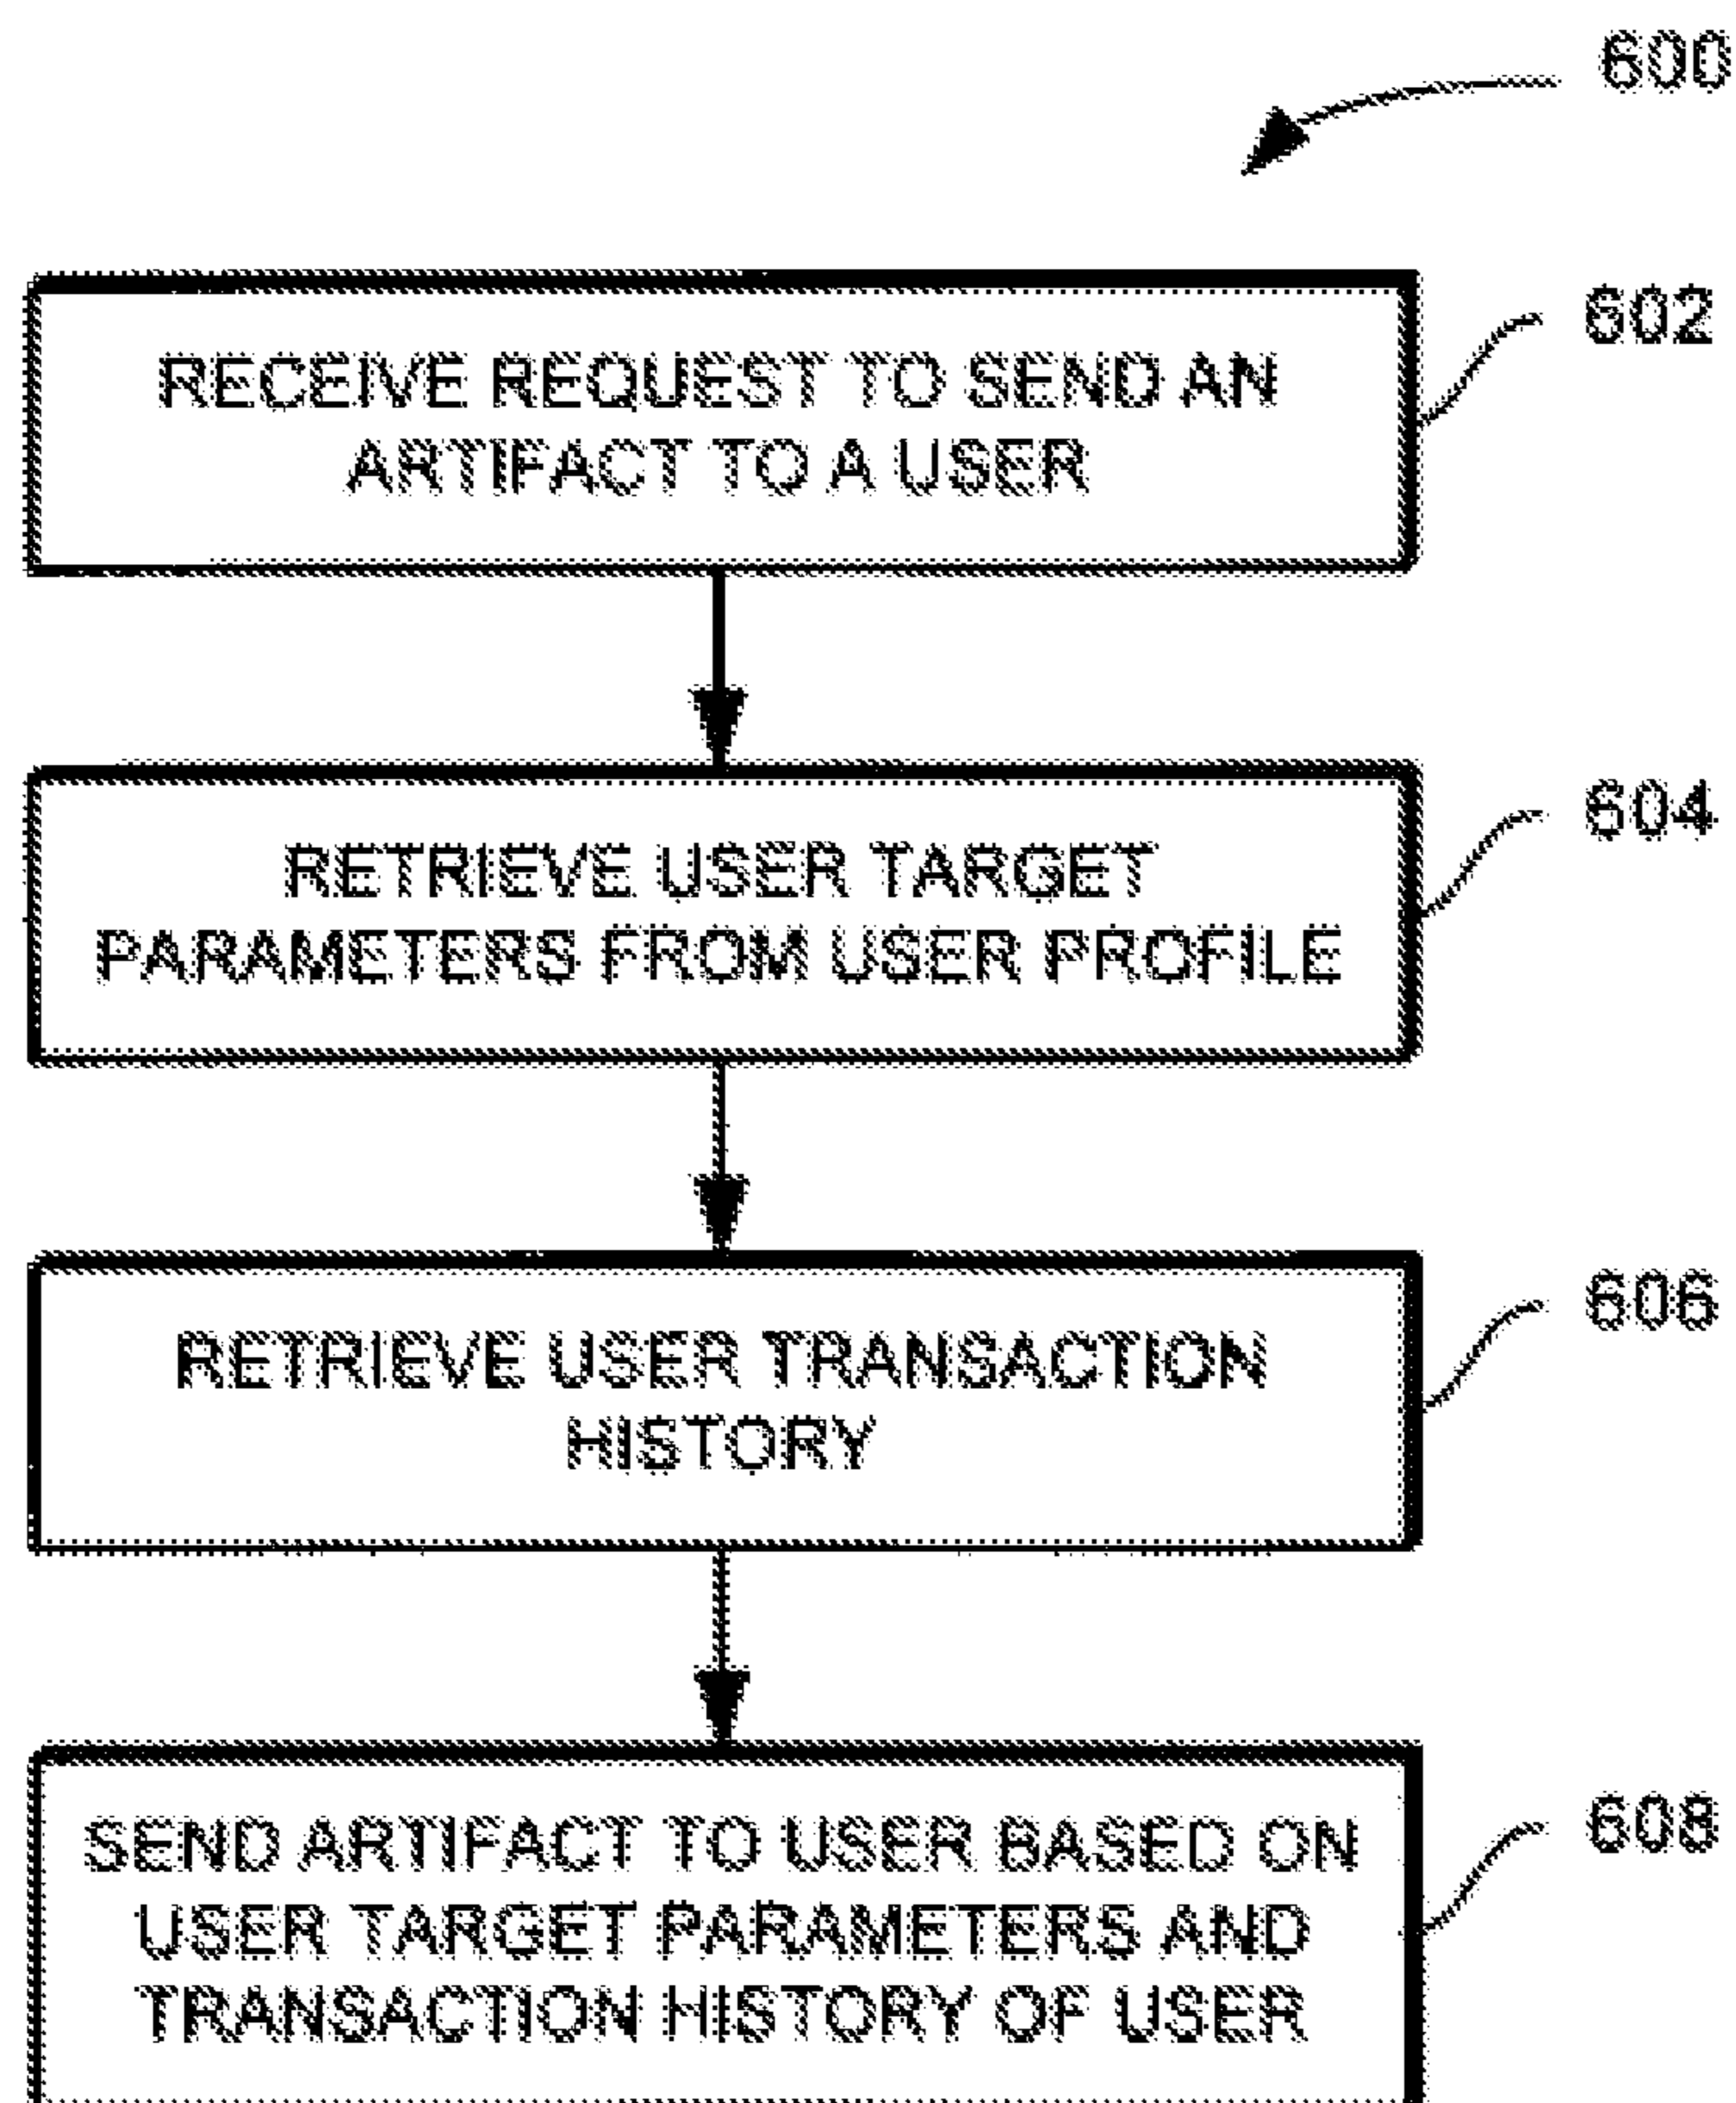 600
RECEIVE REQUEST TO SEND AN
ARTIFACT TO A USER
602
RETRIEVE USER TARGET
PARAMETERS FROM USER PROFILE
604
RETRIEVE USER TRANSACTION
HISTORY
606
SEND ARTIFACT TO USER BASED ON
USER TARGET PARAMETERS AND
TRANSACTION HISTORY OF USER
608